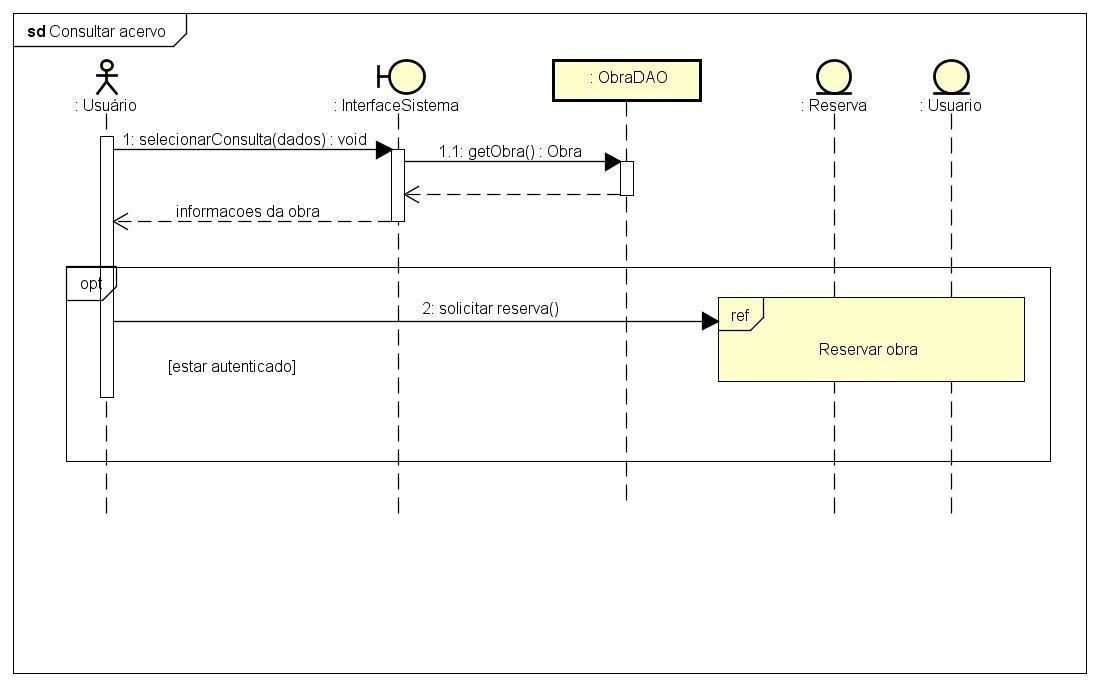 sd Consultar acervo
: Usuário
: InterfaceSistema
: ObraDAO
: Reserva
: Usuario
1: selecionarConsulta(dados) : void
1.1: getObra() : Obra
informacoes da obra
opt
2: solicitar reserva()
ref
Reservar obra
[estar autenticado]